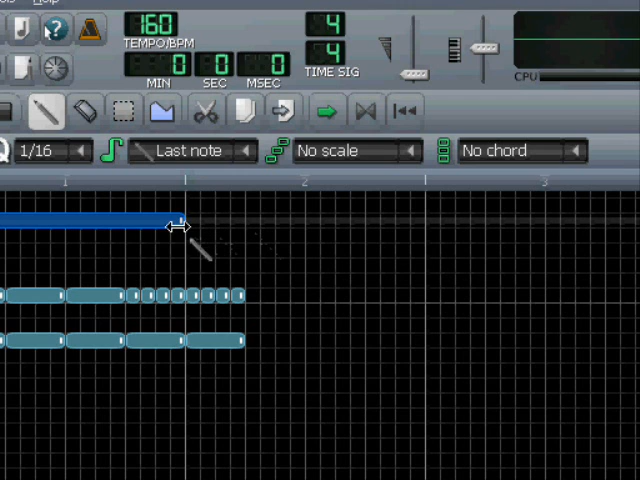 Help
160
TEMPO/BPM
0 0 0
MIN SEC MSEC
4
4
TIME SIG
CPU
Q 1/16 Last note No scale No chord
1 2 3